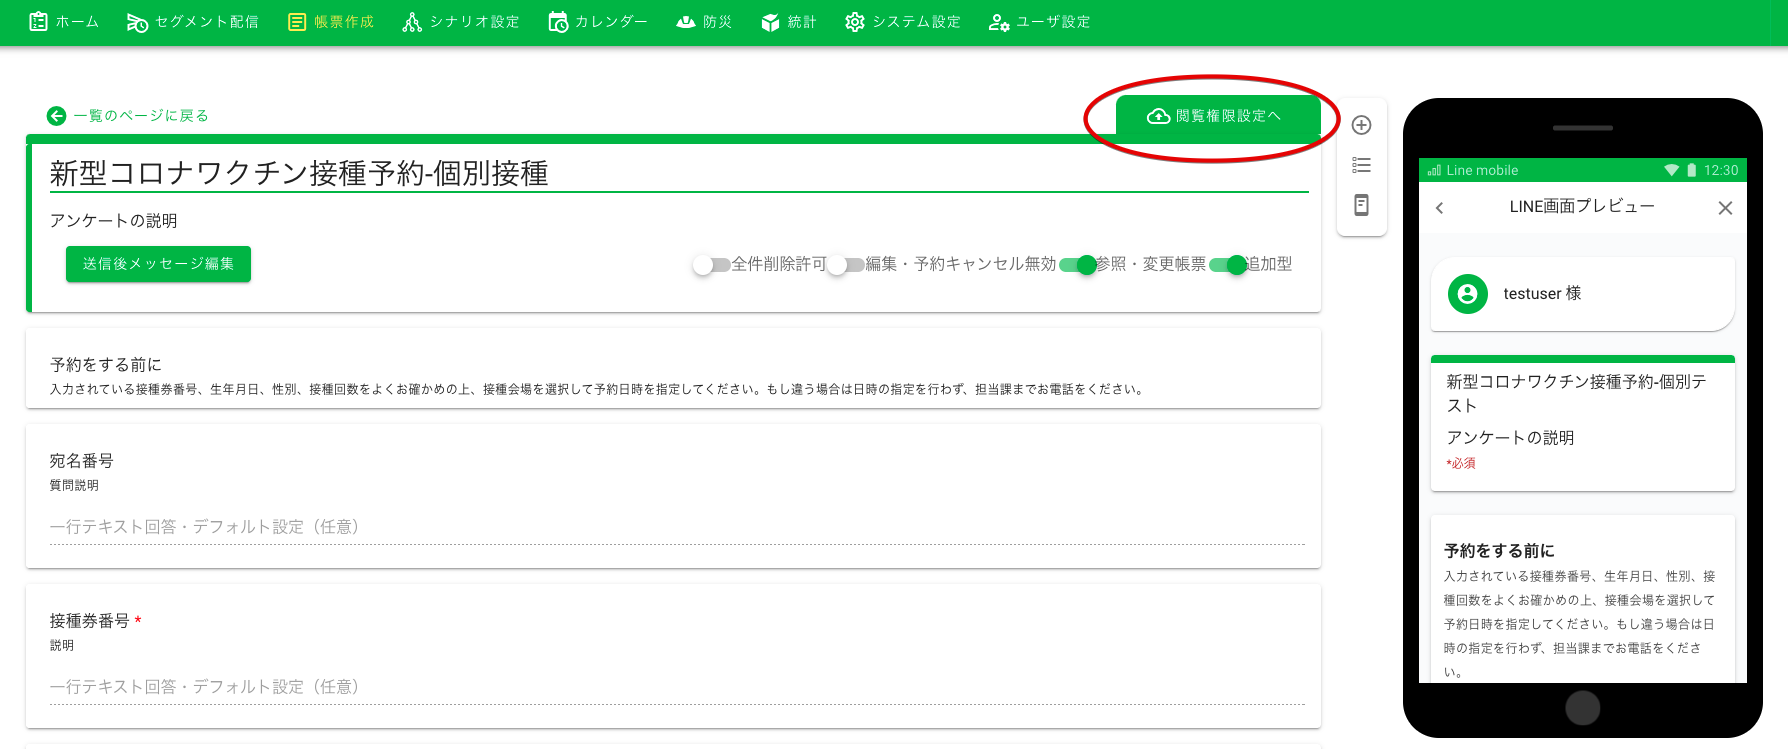 ホーム
セグメント配信
帳票作成
シナリオ設定
カレンダー
防災
統計
システム設定
ユーザ設定
一覧のページに戻る
閲覧権限設定へ
新型コロナワクチン接種予約-個別接種
アンケートの説明
送信後メッセージ編集
全件削除許可
編集・予約キャンセル無効
参照・変更帳票
追加型
予約をする前に
入力されている接種券番号、生年月日、性別、接種回数をよくお確かめの上、接種会場を選択して予約日時を指定してください。もし違う場合は日時の指定を行わず、担当課までお電話をください。
宛名番号
質問説明
一行テキスト回答・デフォルト設定（任意）
接種券番号 *
説明
一行テキスト回答・デフォルト設定（任意）
Line mobile
12:30
LINE画面プレビュー
testuser 様
新型コロナワクチン接種予約-個別テ
スト
アンケートの説明
*必須
予約をする前に
入力されている接種券番号、生年月日、性別、接
種回数をよくお確かめの上、接種会場を選択して
予約日時を指定してください。もし違う場合は日
時の指定を行わず、担当課までお電話をくださ
い。